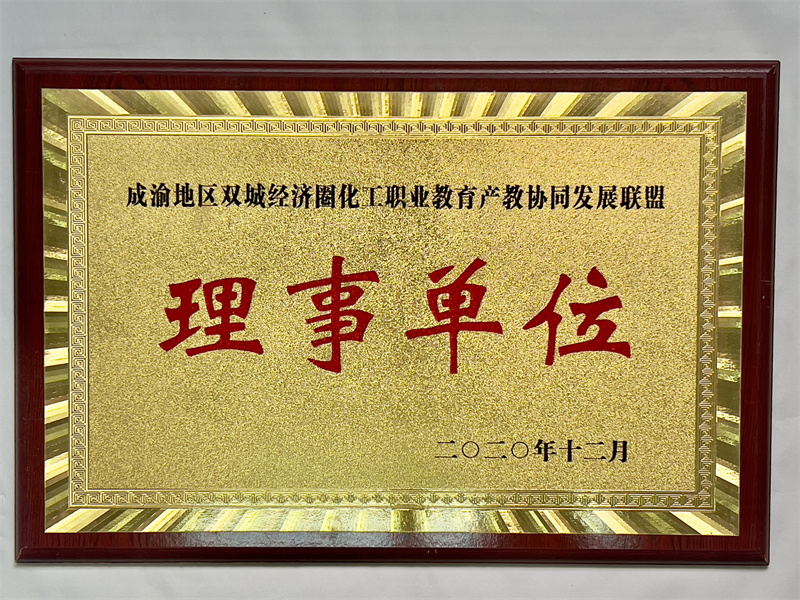 成渝地区双城经济圈化工职业教育产教协同发展联盟
理事单位
二〇二〇年十二月